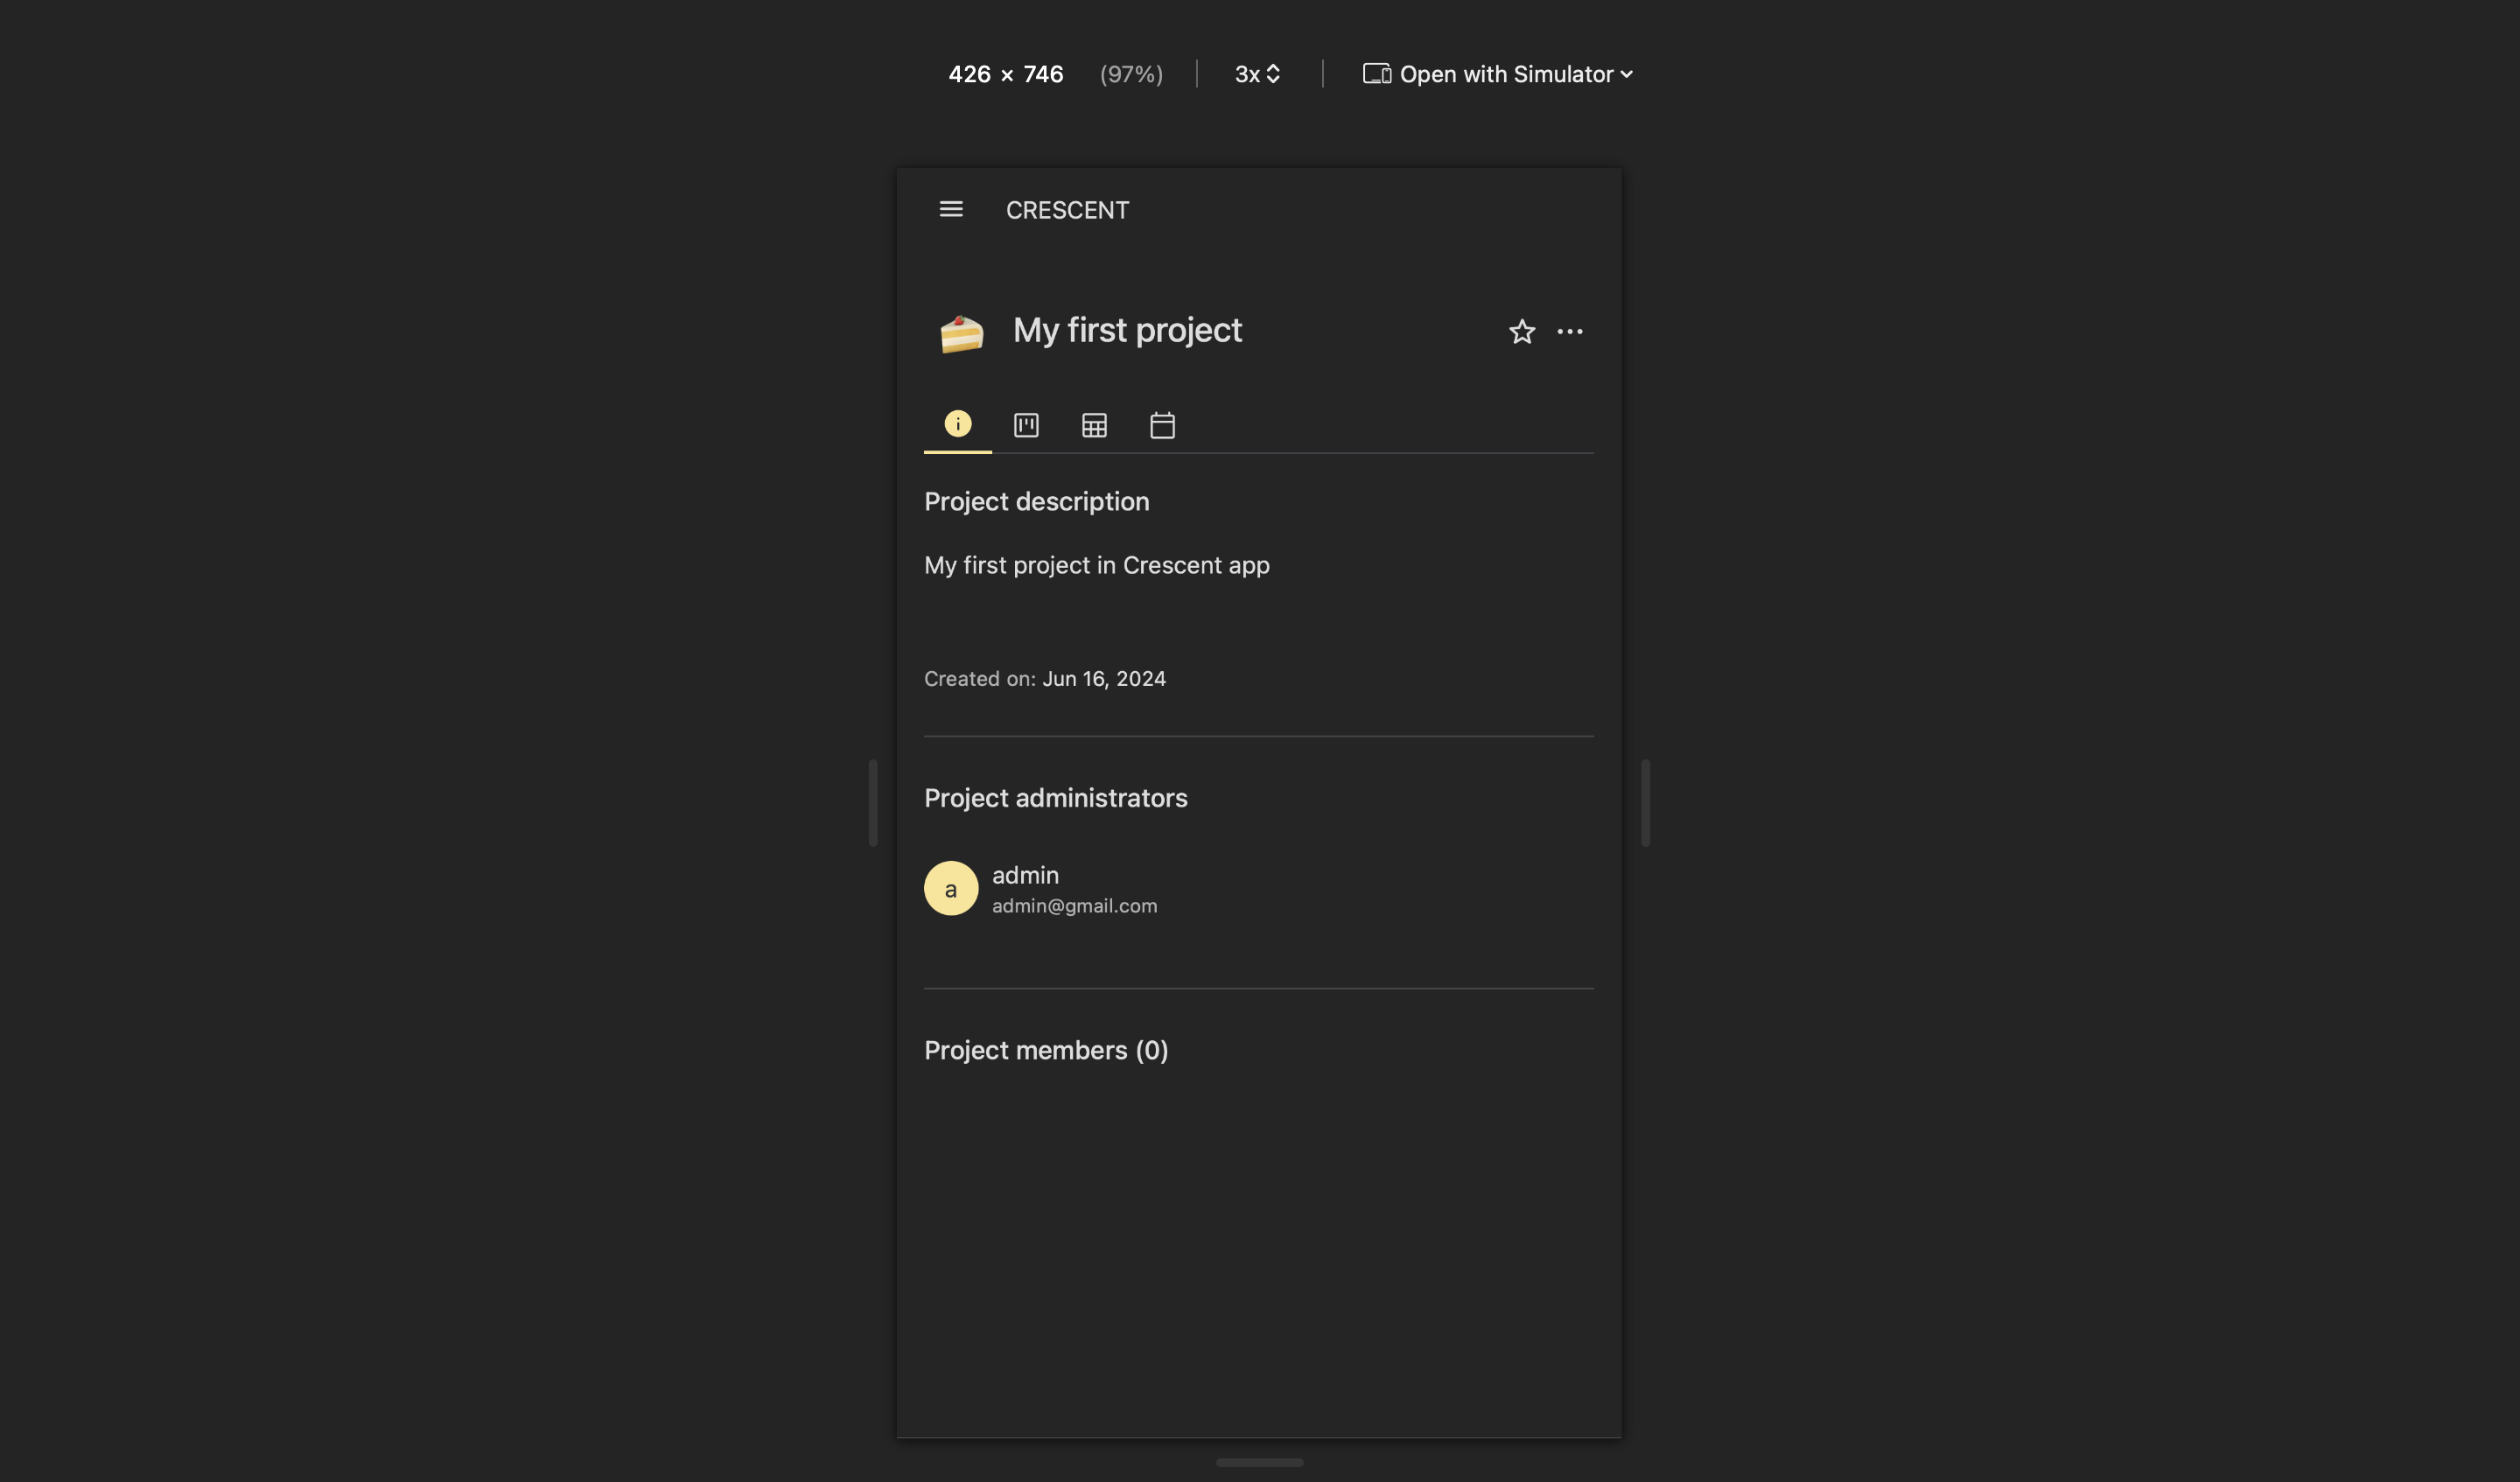 426 × 746 (97%) 3x Open with Simulator
CRESCENT
My first project
Project description
My first project in Crescent app
Created on: Jun 16, 2024
Project administrators
a
admin
admin@gmail.com
Project members (0)